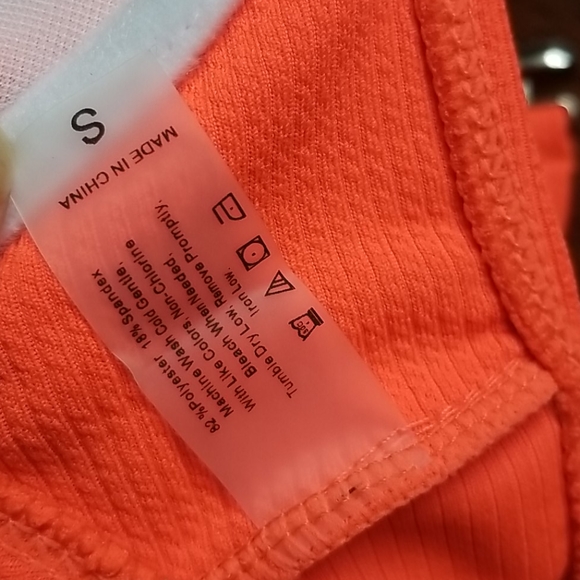 S
MADE IN CHINA
82 %Polyester 18% Spandex
Machine Wash Cold Gentle,
With Like Colors, Non-Chlorine
Bleach When Needed,
Tumble Dry Low, Remove Promptly,
Iron Low.